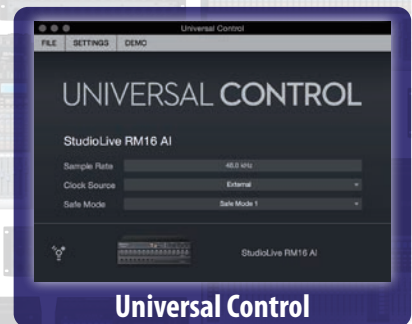 Universal Control
FILE SETTINGS DEMO
UNIVERSAL CONTROL
StudioLive RM16 AI
Sample Rate 48.0 kHz
Clock Source External
Safe Mode Safe Mode 1
StudioLive RM16 AI
Universal Control